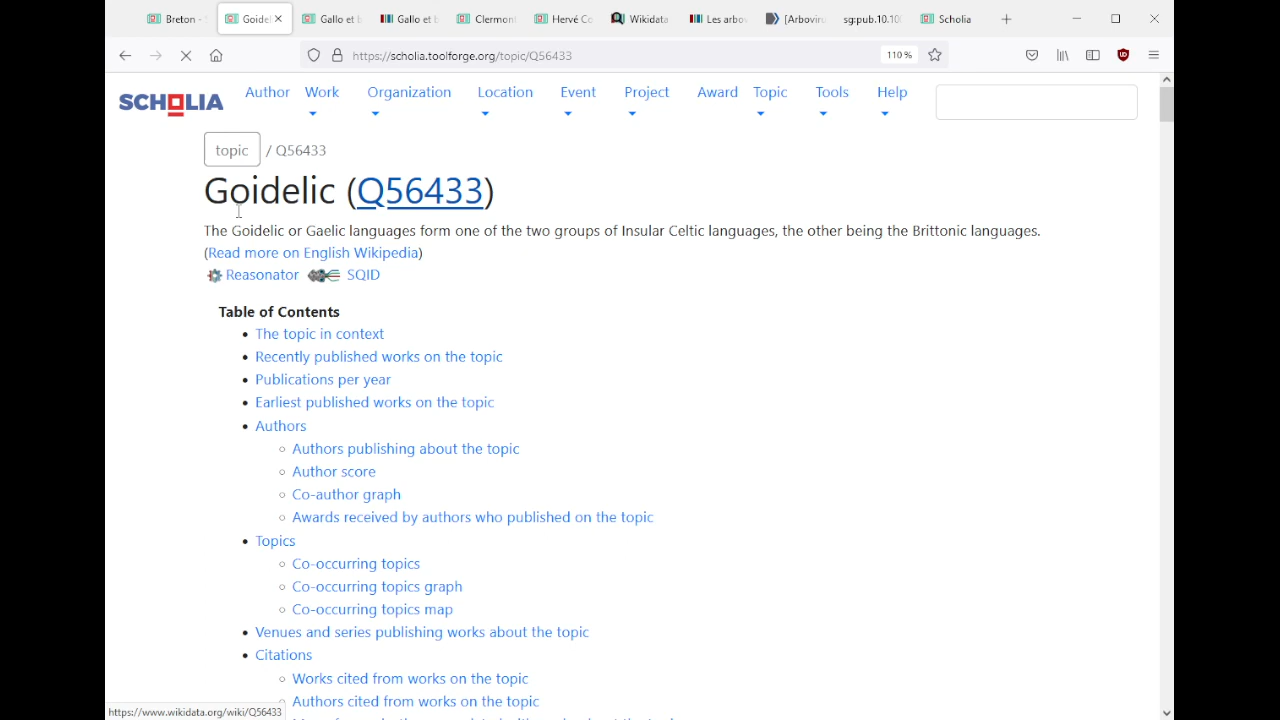 Breton -
Goidel
Gallo et b
Gallo et b
Clermont
Hervé Co
Wikidata
Les arbov
[Arboviru
sg:pub.10.10
Scholia
https://scholia.toolforge.org/topic/Q56433
110%
SCHOLIA
Author Work Organization Location Event Project Award Topic Tools Help
topic / Q56433
Goidelic (Q56433)
The Goidelic or Gaelic languages form one of the two groups of Insular Celtic languages, the other being the Brittonic languages.
(Read more on English Wikipedia)
Reasonator SQID
Table of Contents
The topic in context
Recently published works on the topic
Publications per year
Earliest published works on the topic
Authors
Authors publishing about the topic
Author score
Co-author graph
Awards received by authors who published on the topic
Topics
Co-occurring topics
Co-occurring topics graph
Co-occurring topics map
Venues and series publishing works about the topic
Citations
Works cited from works on the topic
Authors cited from works on the topic
https://www.wikidata.org/wiki/Q56433